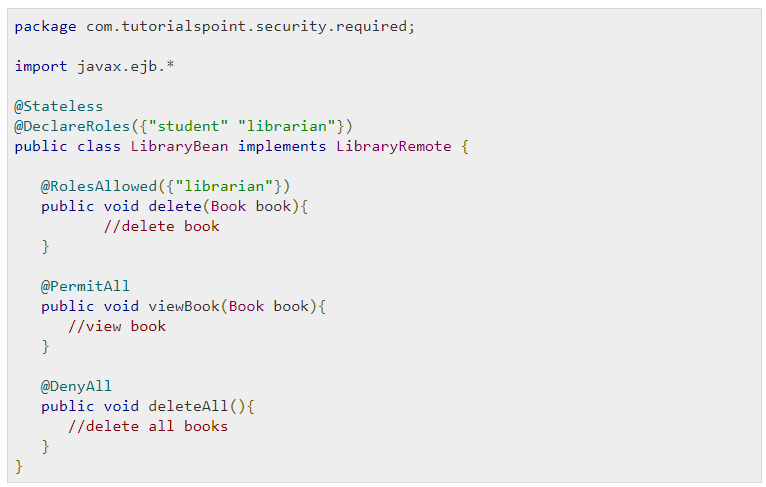 package com.tutorialspoint.security.required;
import javax.ejb.*
@Stateless
@DeclareRoles({"student" "librarian"})
public class LibraryBean implements LibraryRemote {
@RolesAllowed({"librarian"})
public void delete(Book book){
//delete book
}
@PermitAll
public void viewBook(Book book){
//view book
}
@DenyAll
public void deleteAll(){
//delete all books
}
}